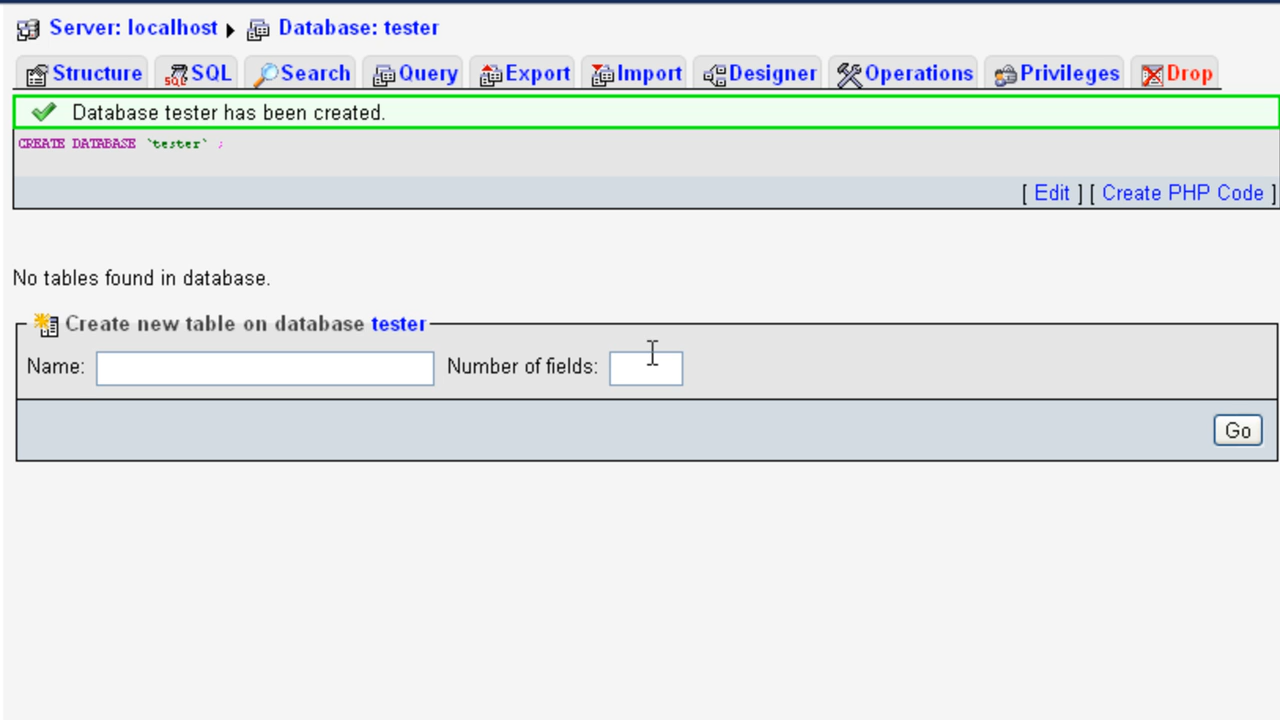 Server: localhost Database: tester
Structure SQL Search Query Export Import Designer Operations Privileges Drop
Database tester has been created.
CREATE DATABASE `tester` ;
[ Edit ] [ Create PHP Code ]
No tables found in database.
Create new table on database tester
Name: Number of fields:
Go